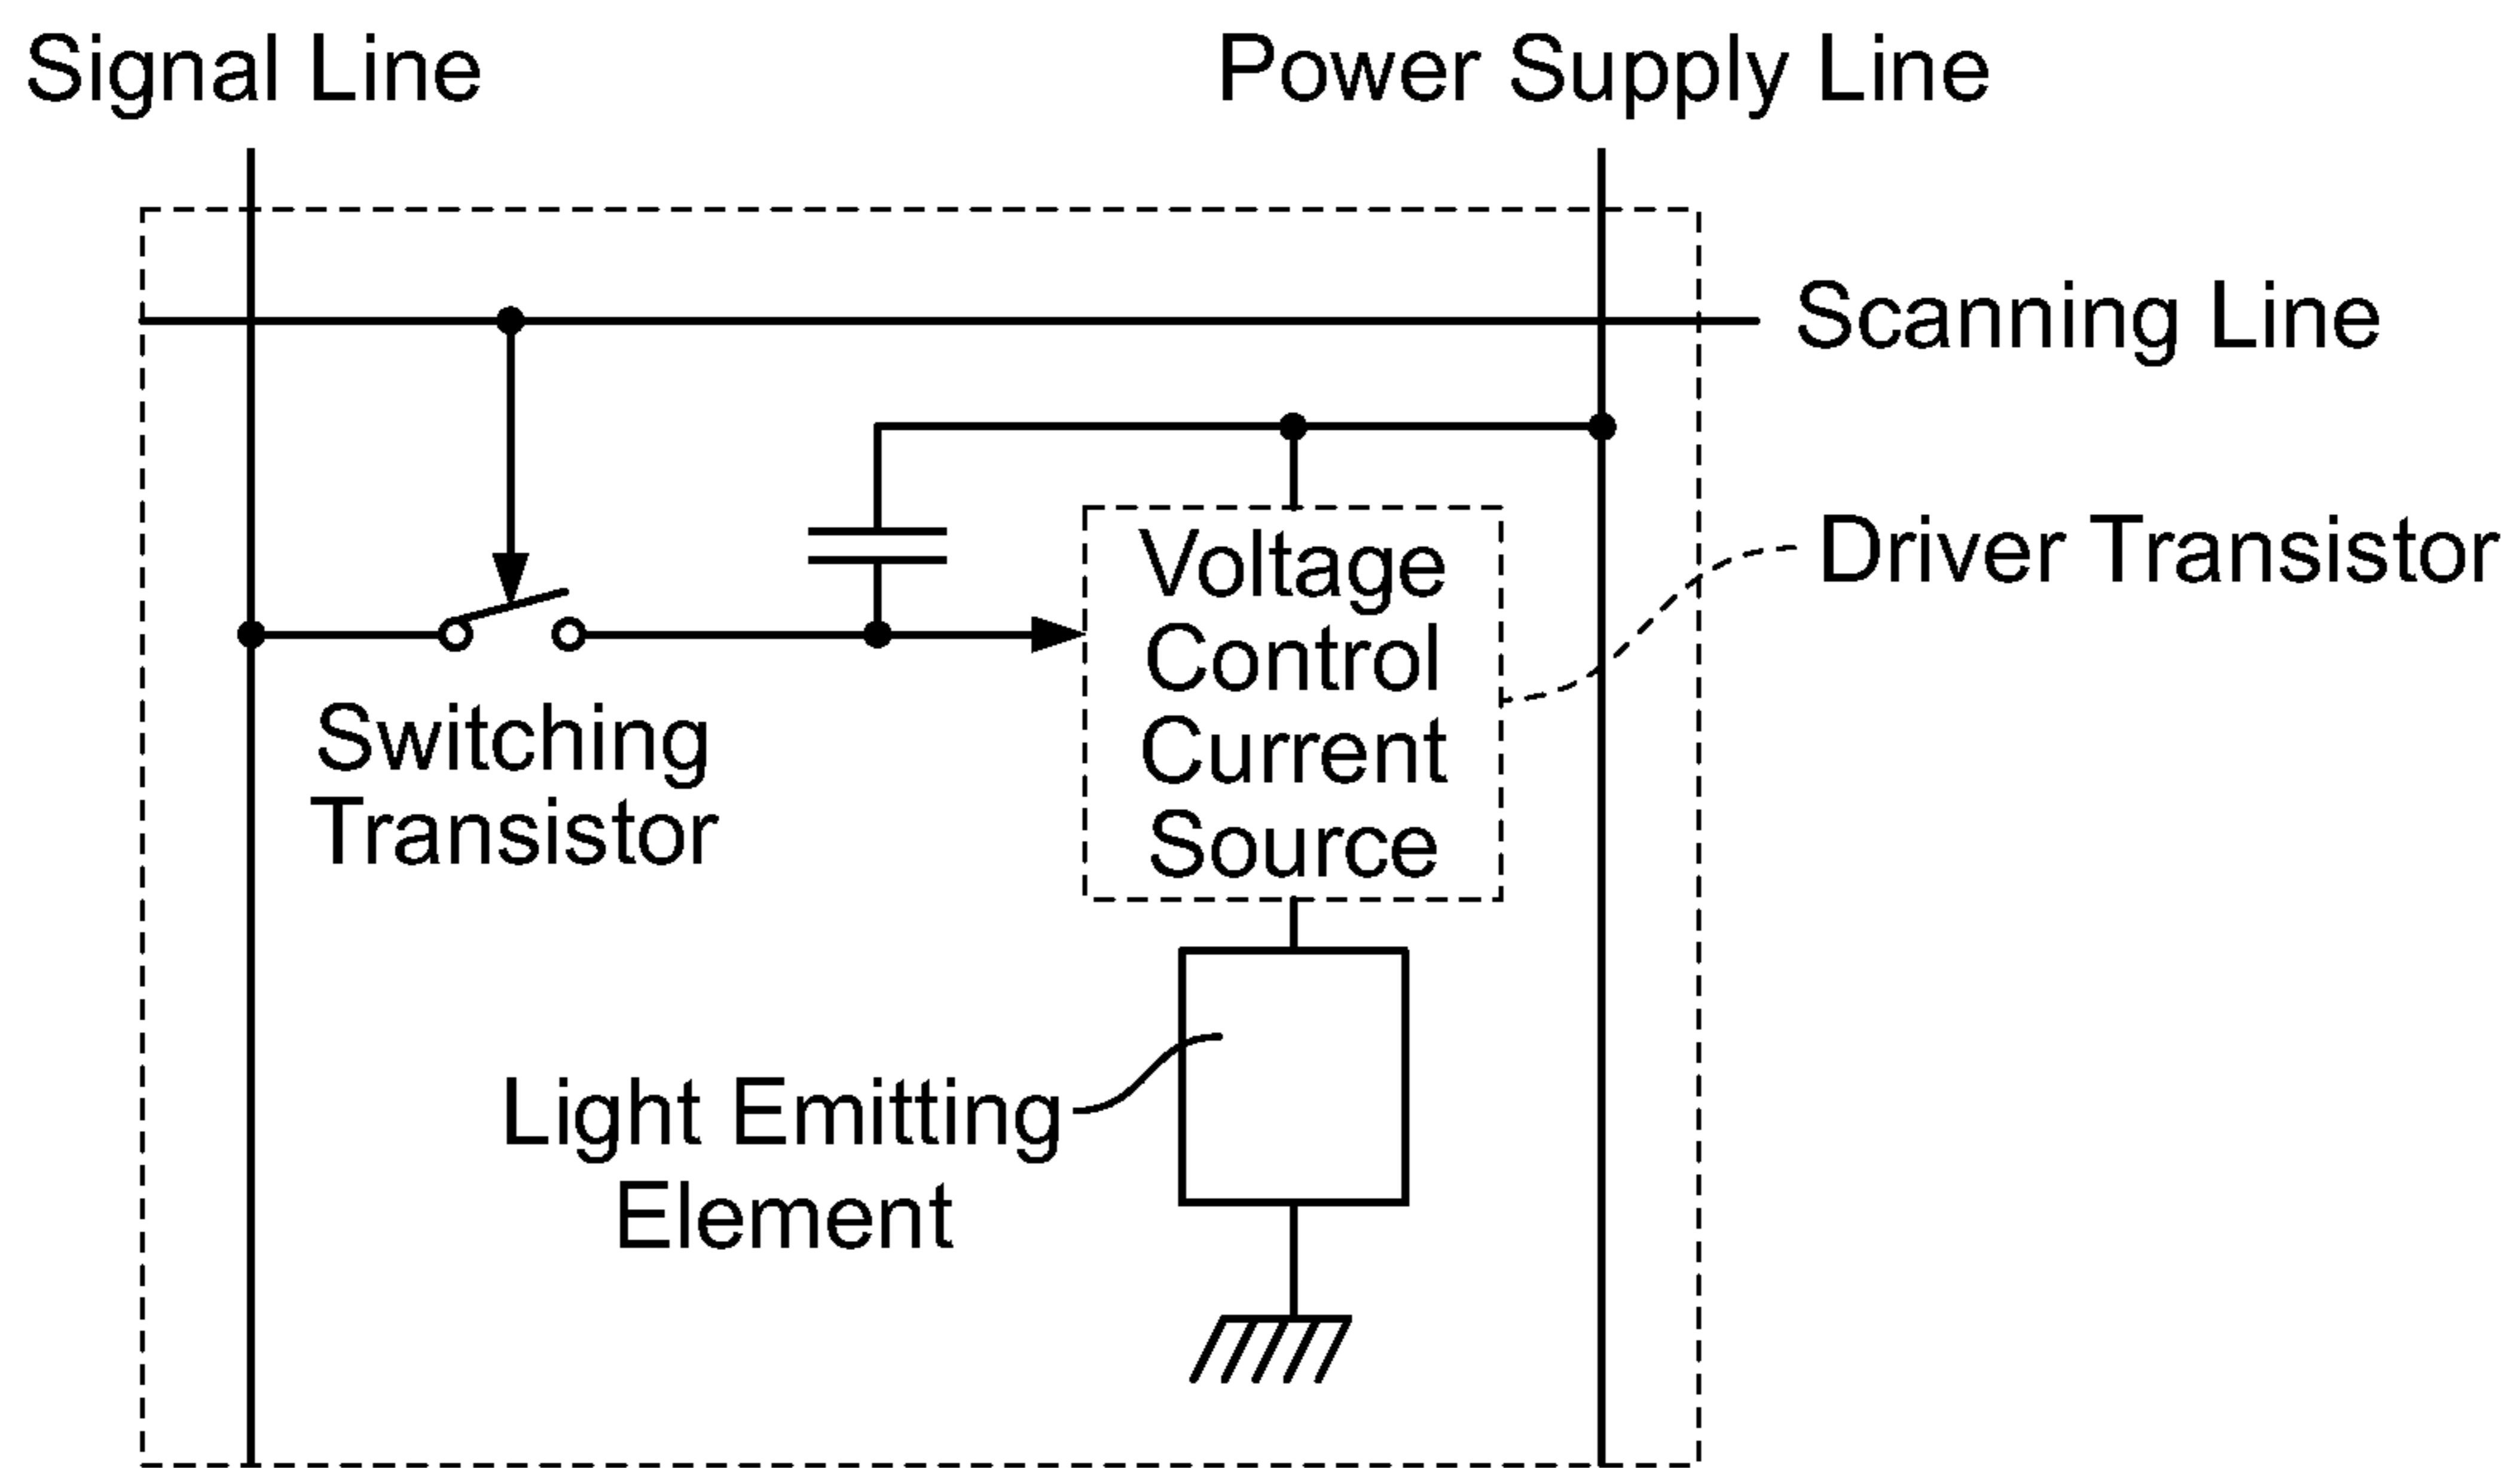 Signal Line
Power Supply Line
Scanning Line
Driver Transistor
Voltage
Control
Current
Source
Switching
Transistor
Light Emitting
Element